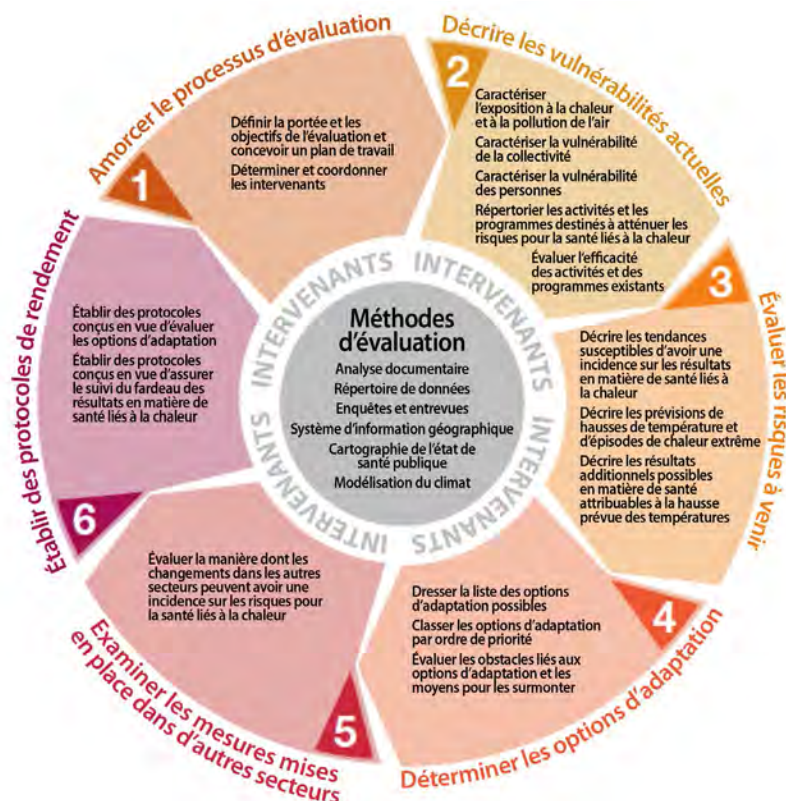 Amorcer le processus d'évaluation
1
Définir la portée et les
objectifs de l'évaluation et
concevoir un plan de travail
Déterminer et coordonner
les intervenants
Décrire les vulnérabilités actuelles
2
Caractériser
l'exposition à la chaleur
et à la pollution de l'air
Caractériser la vulnérabilité
de la collectivité
Caractériser la vulnérabilité
des personnes
Répertorier les activités et les
programmes destinés à atténuer les
risques pour la santé liés à la chaleur
Évaluer l'efficacité
des activités et des
programmes existants
Évaluer les risques à venir
3
Décrire les tendances
susceptibles d'avoir une
incidence sur les résultats
en matière de santé liés à
la chaleur
Décrire les prévisions de
hausses de température et
d'épisodes de chaleur extrême
Décrire les résultats
additionnels possibles
en matière de santé
attribuables à la hausse
prévue des températures
Déterminer les options d'adaptation
4
Dresser la liste des options
d'adaptation possibles
Classer les options d'adaptation
par ordre de priorité
Évaluer les obstacles liés aux
options d'adaptation et les
moyens pour les surmonter
Examiner les mesures mises
en place dans d'autres secteurs
5
Évaluer la manière dont les
changements dans les autres
secteurs peuvent avoir une
incidence sur les risques pour
la santé liés à la chaleur
Établir des protocoles de rendement
6
Établir des protocoles
conçus en vue d'évaluer
les options d'adaptation
Établir des protocoles
conçus en vue d'assurer
le suivi du fardeau des
résultats en matière de
santé liés à la chaleur
INTERVENANTS
INTERVENANTS
INTERVENANTS
INTERVENANTS
INTERVENANTS
INTERVENANTS
Méthodes
d'évaluation
Analyse documentaire
Répertoire de données
Enquêtes et entrevues
Système d'information géographique
Cartographie de l'état de
santé publique
Modélisation du climat